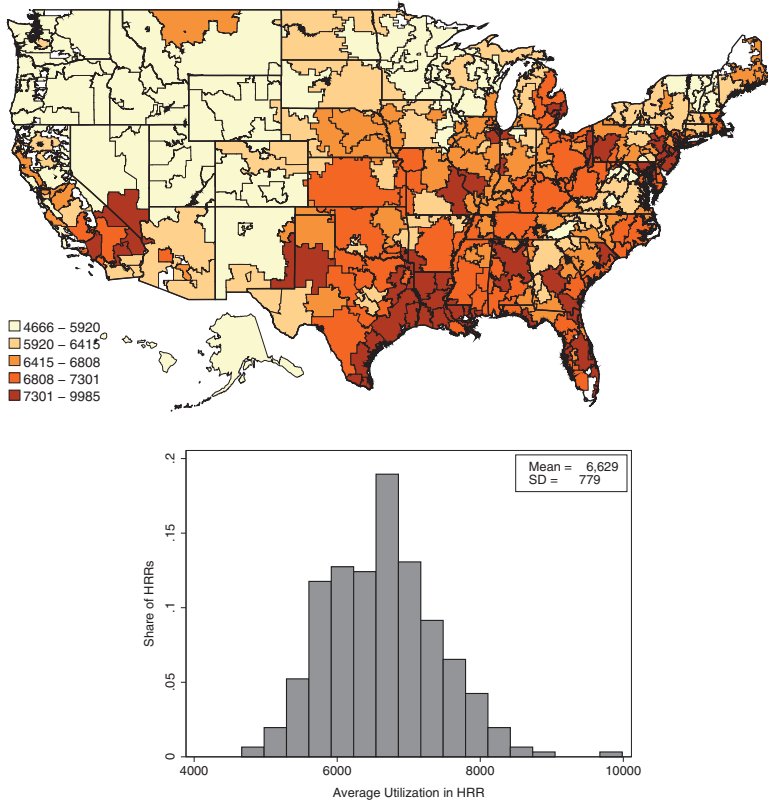 4666 – 5920
5920 – 6415
6415 – 6808
6808 – 7301
7301 – 9985
Mean = 6,629
SD = 779
.2
.15
.1
.05
0
Share of HRRs
4000 6000 8000 10000
Average Utilization in HRR